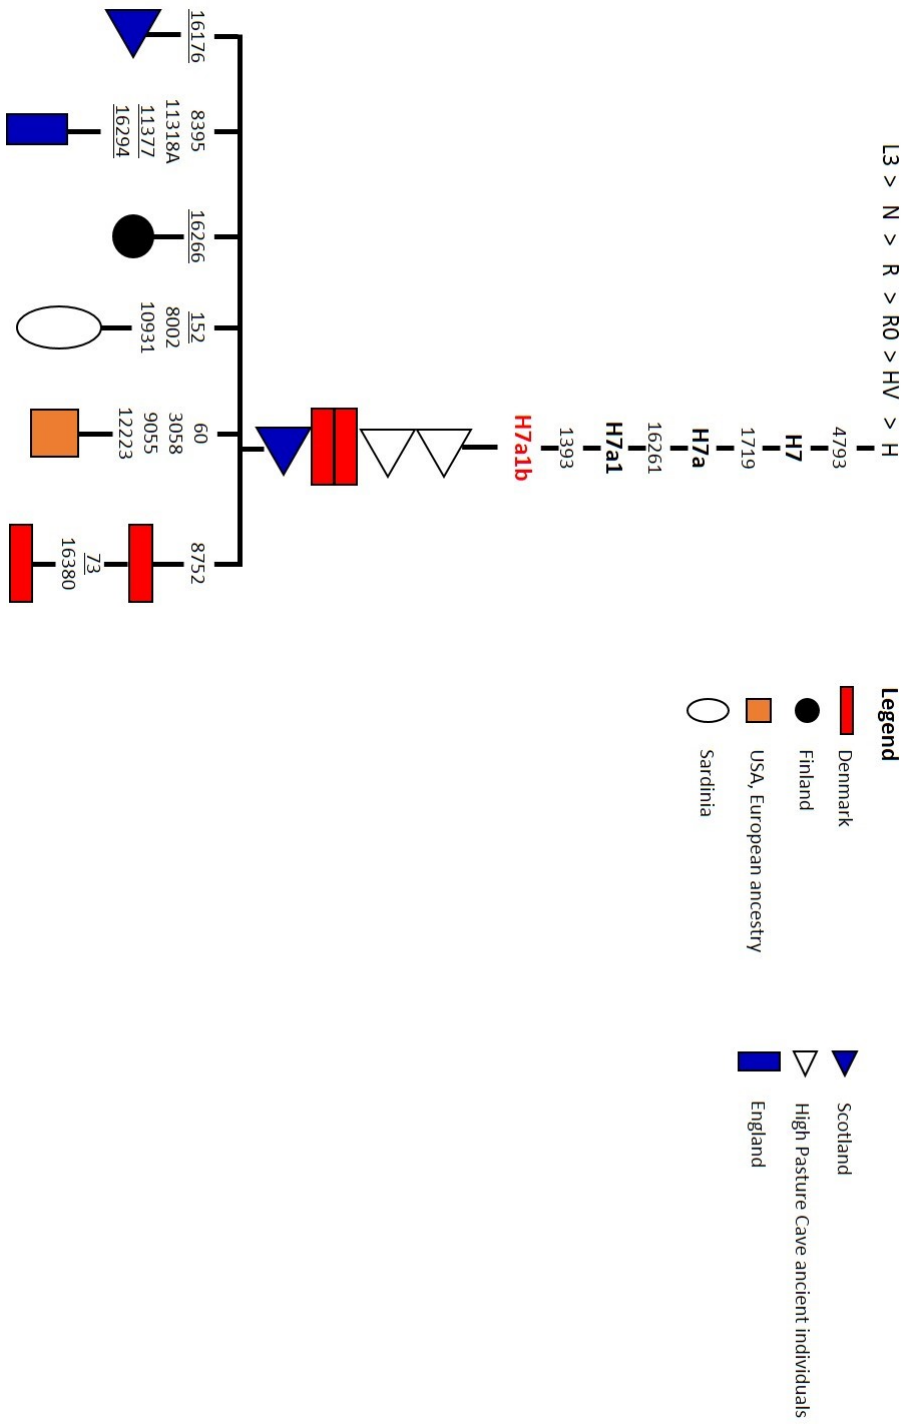 L3 > N > R > R0 > HV > H
4793
H7
1719
H7a
16261
H7a1
1393
H7a1b
16176
8395
11318A
11377
16294
16266
152
8002
10931
60
3058
9055
12223
8752
73
16380
Legend
Denmark
Finland
USA, European ancestry
Sardinia
Scotland
High Pasture Cave ancient individuals
England